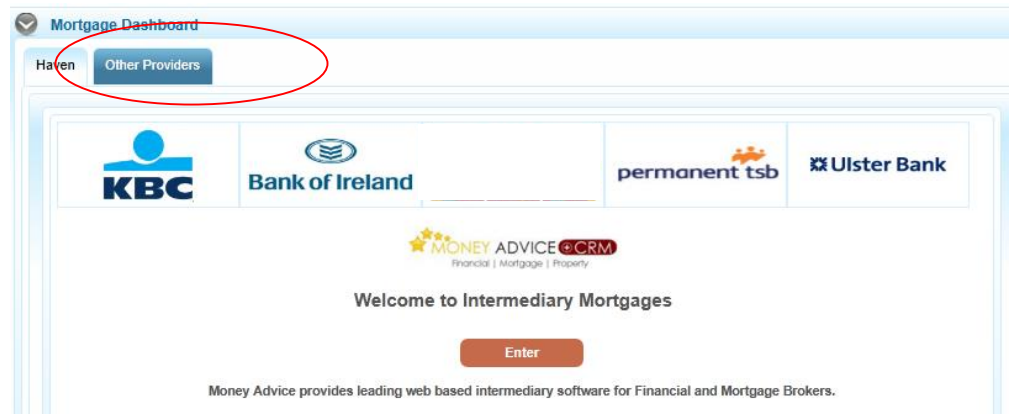 Mortgage Dashboard
Haven
Other Providers
KBC
Bank of Ireland
permanent tsb
Ulster Bank
MONEY ADVICE CRM
Financial | Mortgage | Property
Welcome to Intermediary Mortgages
Enter
Money Advice provides leading web based intermediary software for Financial and Mortgage Brokers.